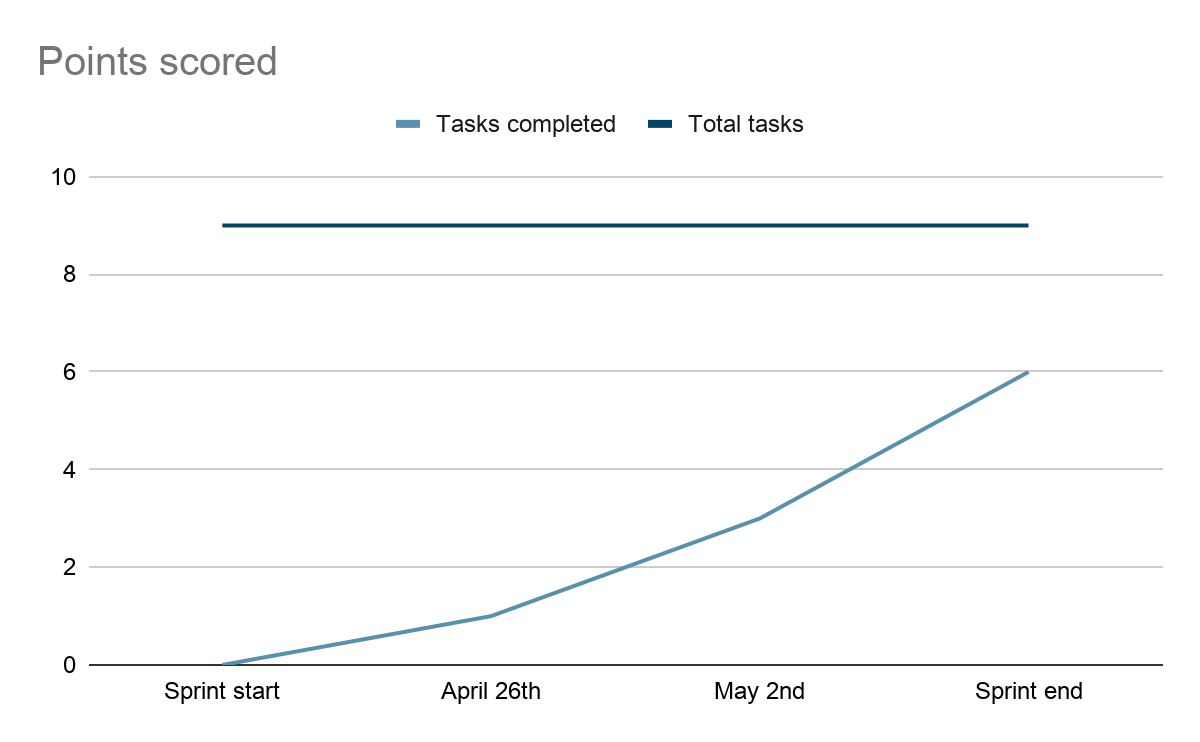 Points scored
Tasks completed Total tasks
10
8
6
4
2
0
Sprint start April 26th May 2nd Sprint end